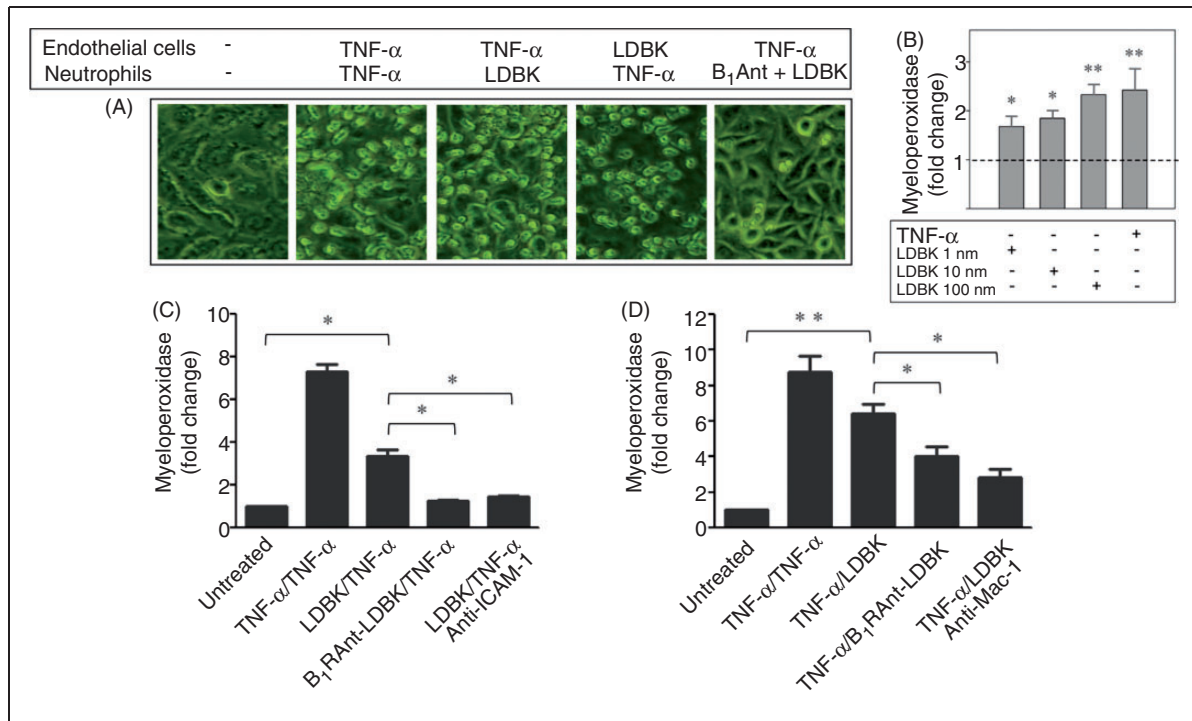 Endothelial cells - TNF-α TNF-α LDBK TNF-α
Neutrophils - TNF-α LDBK TNF-α B₁Ant + LDBK
(A)
(B)
Myeloperoxidase
(fold change)
3
2
1
* * ** **
TNF-α - - - +
LDBK 1 nm + - - -
LDBK 10 nm - + - -
LDBK 100 nm - - + -
(C)
Myeloperoxidase
(fold change)
10
8
6
4
2
0
*
*
*
Untreated
TNF-α/TNF-α
LDBK/TNF-α
B₁RAnt-LDBK/TNF-α
LDBK/TNF-α
Anti-ICAM-1
(D)
Myeloperoxidase
(fold change)
12
10
8
6
4
2
0
**
*
*
Untreated
TNF-α/TNF-α
TNF-α/LDBK
TNF-α/B₁RAnt-LDBK
TNF-α/LDBK
Anti-Mac-1